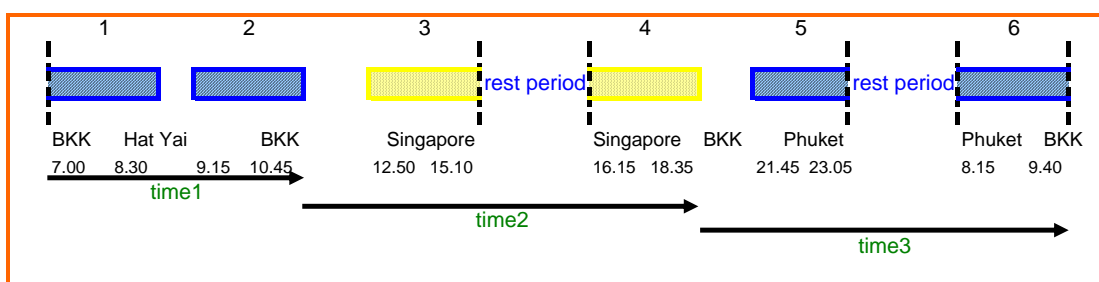 1 2 3 4 5 6
rest period rest period
BKK Hat Yai BKK Singapore Singapore BKK Phuket Phuket BKK
7.00 8.30 9.15 10.45 12.50 15.10 16.15 18.35 21.45 23.05 8.15 9.40
time1
time2
time3